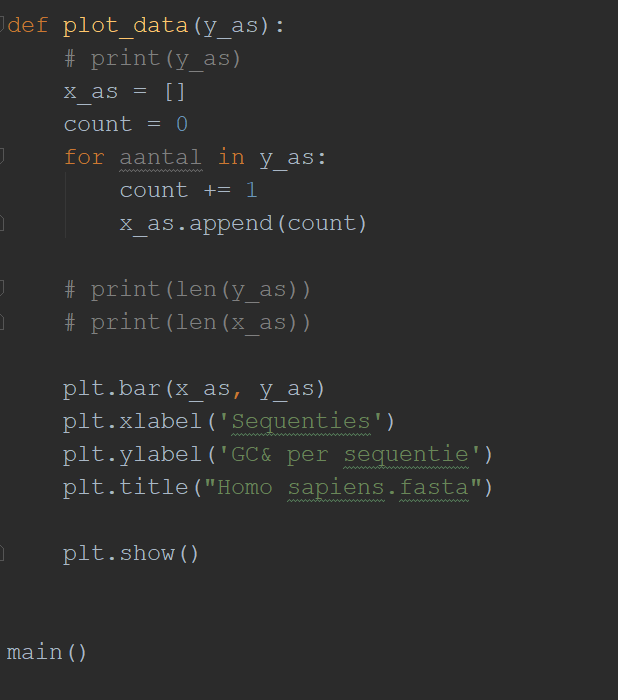 def plot_data(y_as):
# print(y_as)
x_as = []
count = 0
for aantal in y_as:
count += 1
x_as.append(count)
# print(len(y_as))
# print(len(x_as))
plt.bar(x_as, y_as)
plt.xlabel('Sequenties')
plt.ylabel('GC& per sequentie')
plt.title("Homo sapiens.fasta")
plt.show()
main()